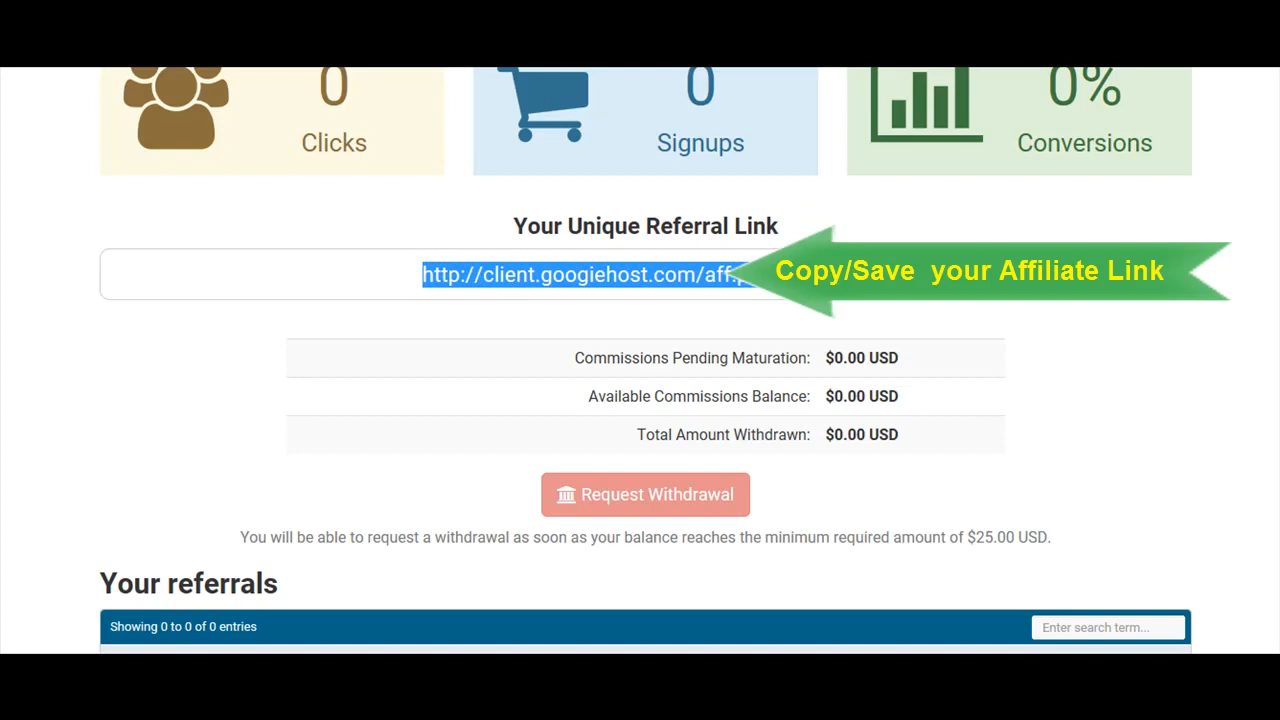 0
Clicks
0
Signups
0%
Conversions
Your Unique Referral Link
http://client.googiehost.com/aff.p
Copy/Save your Affiliate Link
Commissions Pending Maturation: $0.00 USD
Available Commissions Balance: $0.00 USD
Total Amount Withdrawn: $0.00 USD
Request Withdrawal
You will be able to request a withdrawal as soon as your balance reaches the minimum required amount of $25.00 USD.
Your referrals
Showing 0 to 0 of 0 entries
Enter search term...